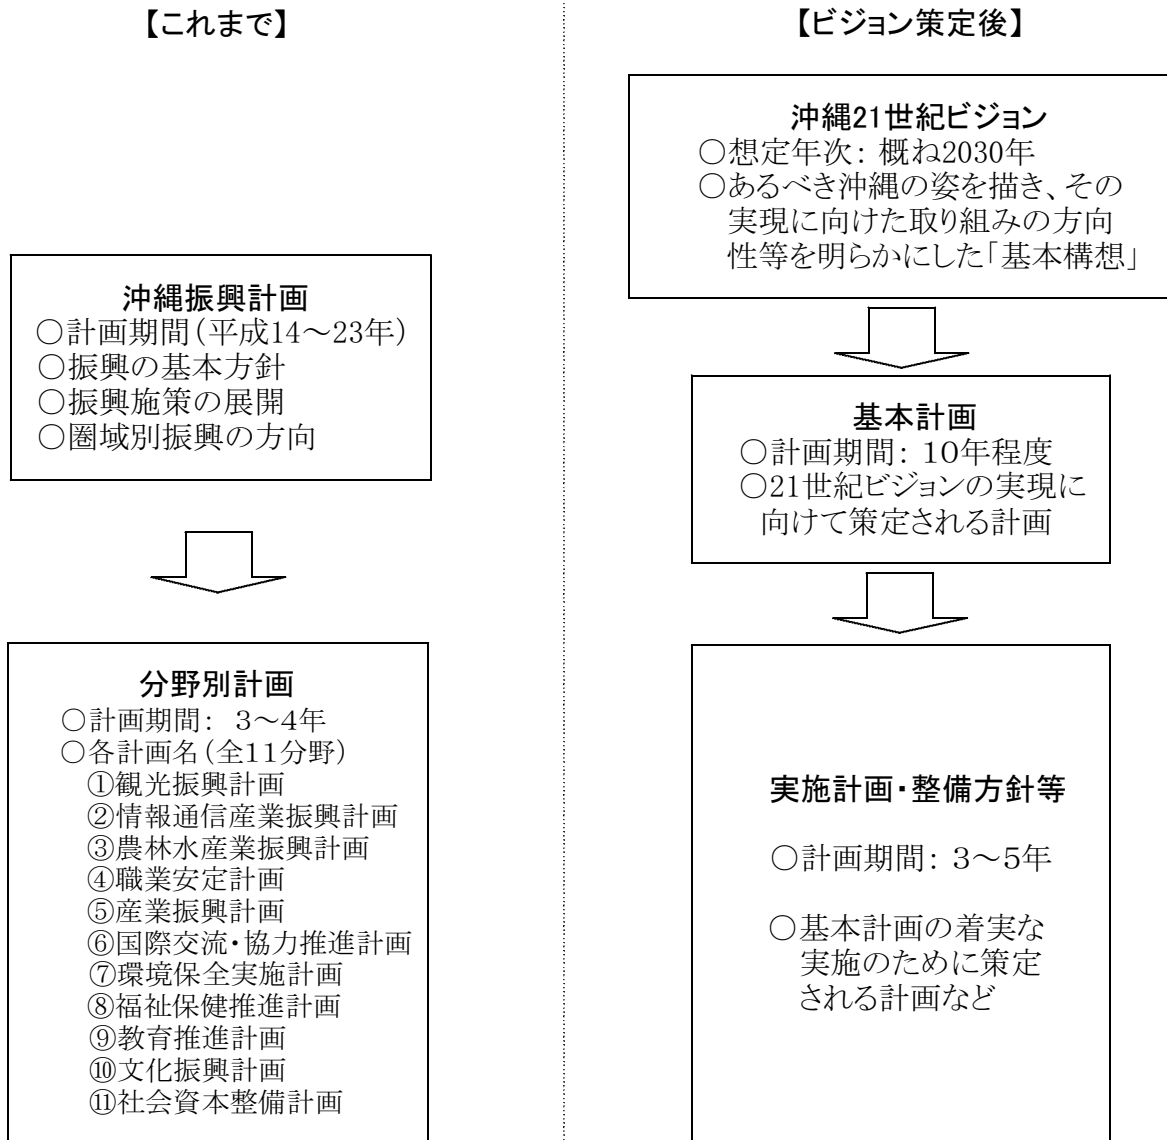 【これまで】
沖縄振興計画
○計画期間（平成14～23年）
○振興の基本方針
○振興施策の展開
○圏域別振興の方向
分野別計画
○計画期間： 3～4年
○各計画名（全11分野）
①観光振興計画
②情報通信産業振興計画
③農林水産業振興計画
④職業安定計画
⑤産業振興計画
⑥国際交流・協力推進計画
⑦環境保全実施計画
⑧福祉保健推進計画
⑨教育推進計画
⑩文化振興計画
⑪社会資本整備計画
【ビジョン策定後】
沖縄21世紀ビジョン
○想定年次：概ね2030年
○あるべき沖縄の姿を描き、その
実現に向けた取り組みの方向
性等を明らかにした「基本構想」
基本計画
○計画期間：10年程度
○21世紀ビジョンの実現に
向けて策定される計画
実施計画・整備方針等
○計画期間：3～5年
○基本計画の着実な
実施のために策定
される計画など